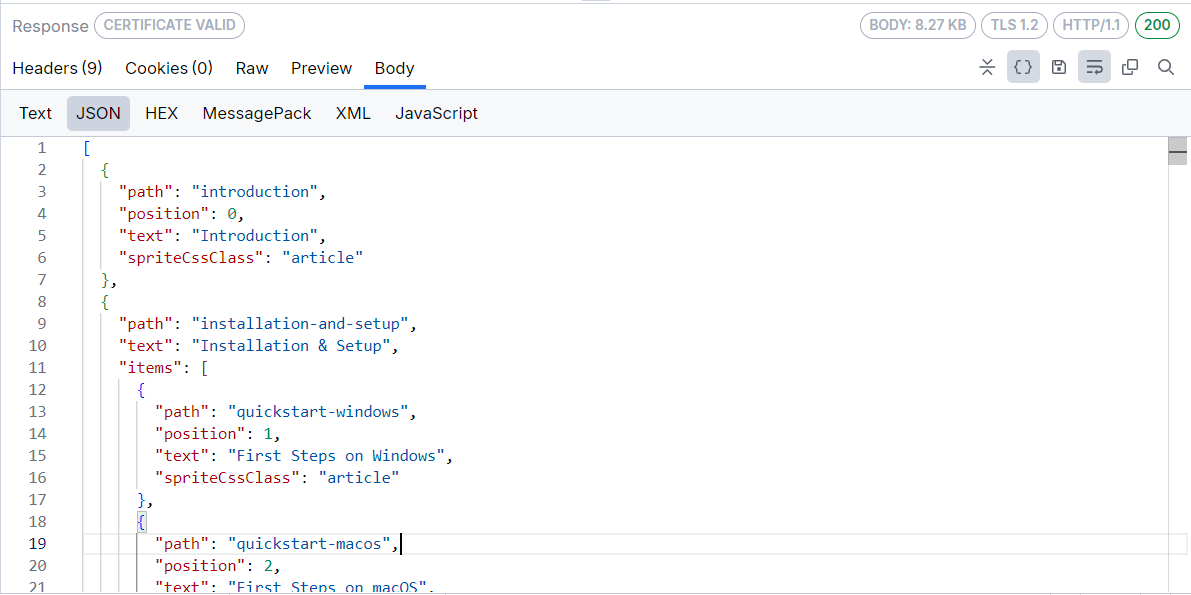 Response CERTIFICATE VALID BODY: 8.27 KB TLS 1.2 HTTP/1.1 200
Headers (9) Cookies (0) Raw Preview Body
Text JSON HEX MessagePack XML JavaScript
1 [
2 {
3 "path": "introduction",
4 "position": 0,
5 "text": "Introduction",
6 "spriteCssClass": "article"
7 },
8 {
9 "path": "installation-and-setup",
10 "text": "Installation & Setup",
11 "items": [
12 {
13 "path": "quickstart-windows",
14 "position": 1,
15 "text": "First Steps on Windows",
16 "spriteCssClass": "article"
17 },
18 {
19 "path": "quickstart-macos",
20 "position": 2,
21 "text": "First Steps on macOS",